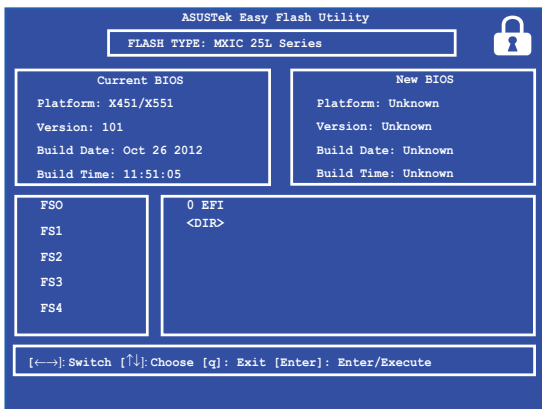 ASUSTek Easy Flash Utility
FLASH TYPE: MXIC 25L Series
Current BIOS
Platform: X451/X551
Version: 101
Build Date: Oct 26 2012
Build Time: 11:51:05
New BIOS
Platform: Unknown
Version: Unknown
Build Date: Unknown
Build Time: Unknown
FSO
FS1
FS2
FS3
FS4
0 EFI
<DIR>
[←→]: Switch [↑↓]: Choose [q]: Exit [Enter]: Enter/Execute